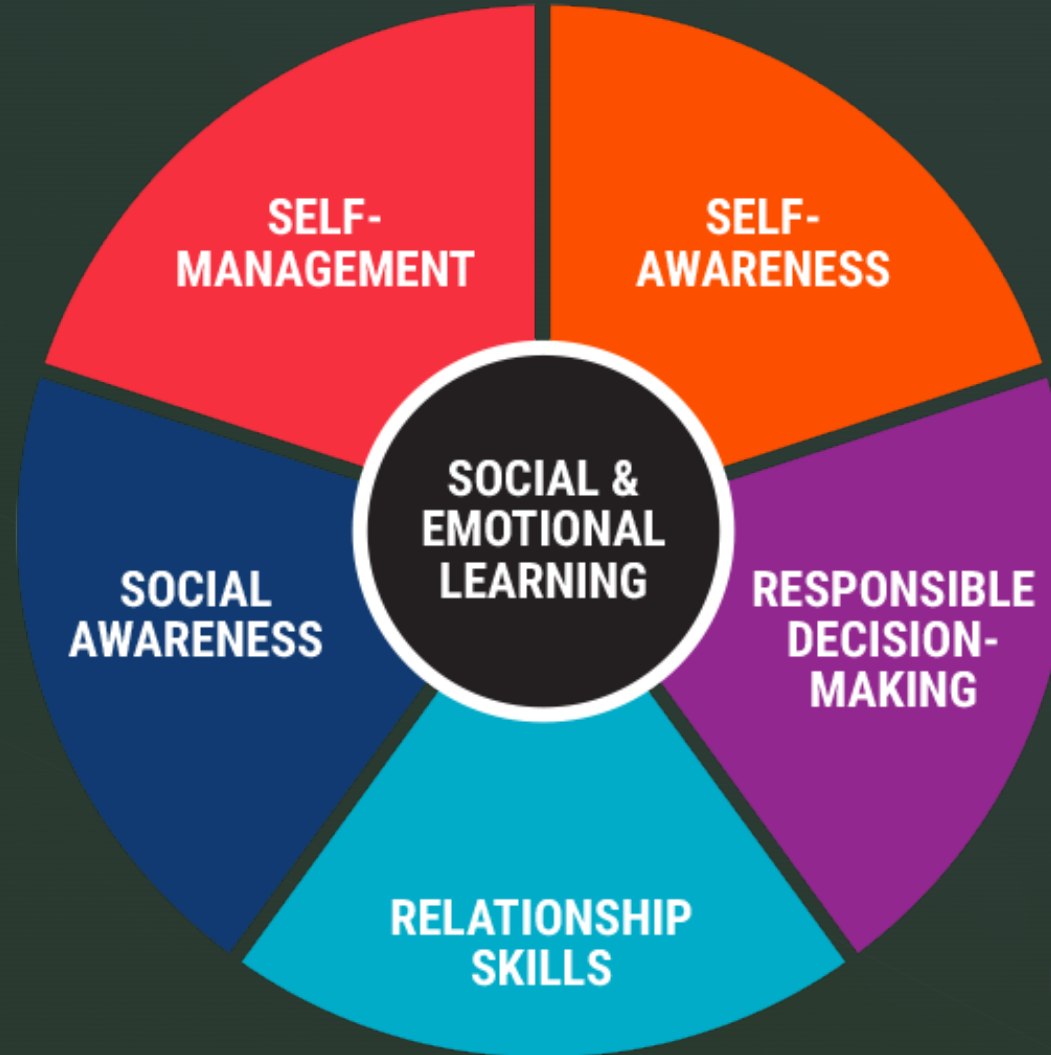 SELF-
MANAGEMENT
SELF-
AWARENESS
SOCIAL &
EMOTIONAL
LEARNING
SOCIAL
AWARENESS
RESPONSIBLE
DECISION-
MAKING
RELATIONSHIP
SKILLS